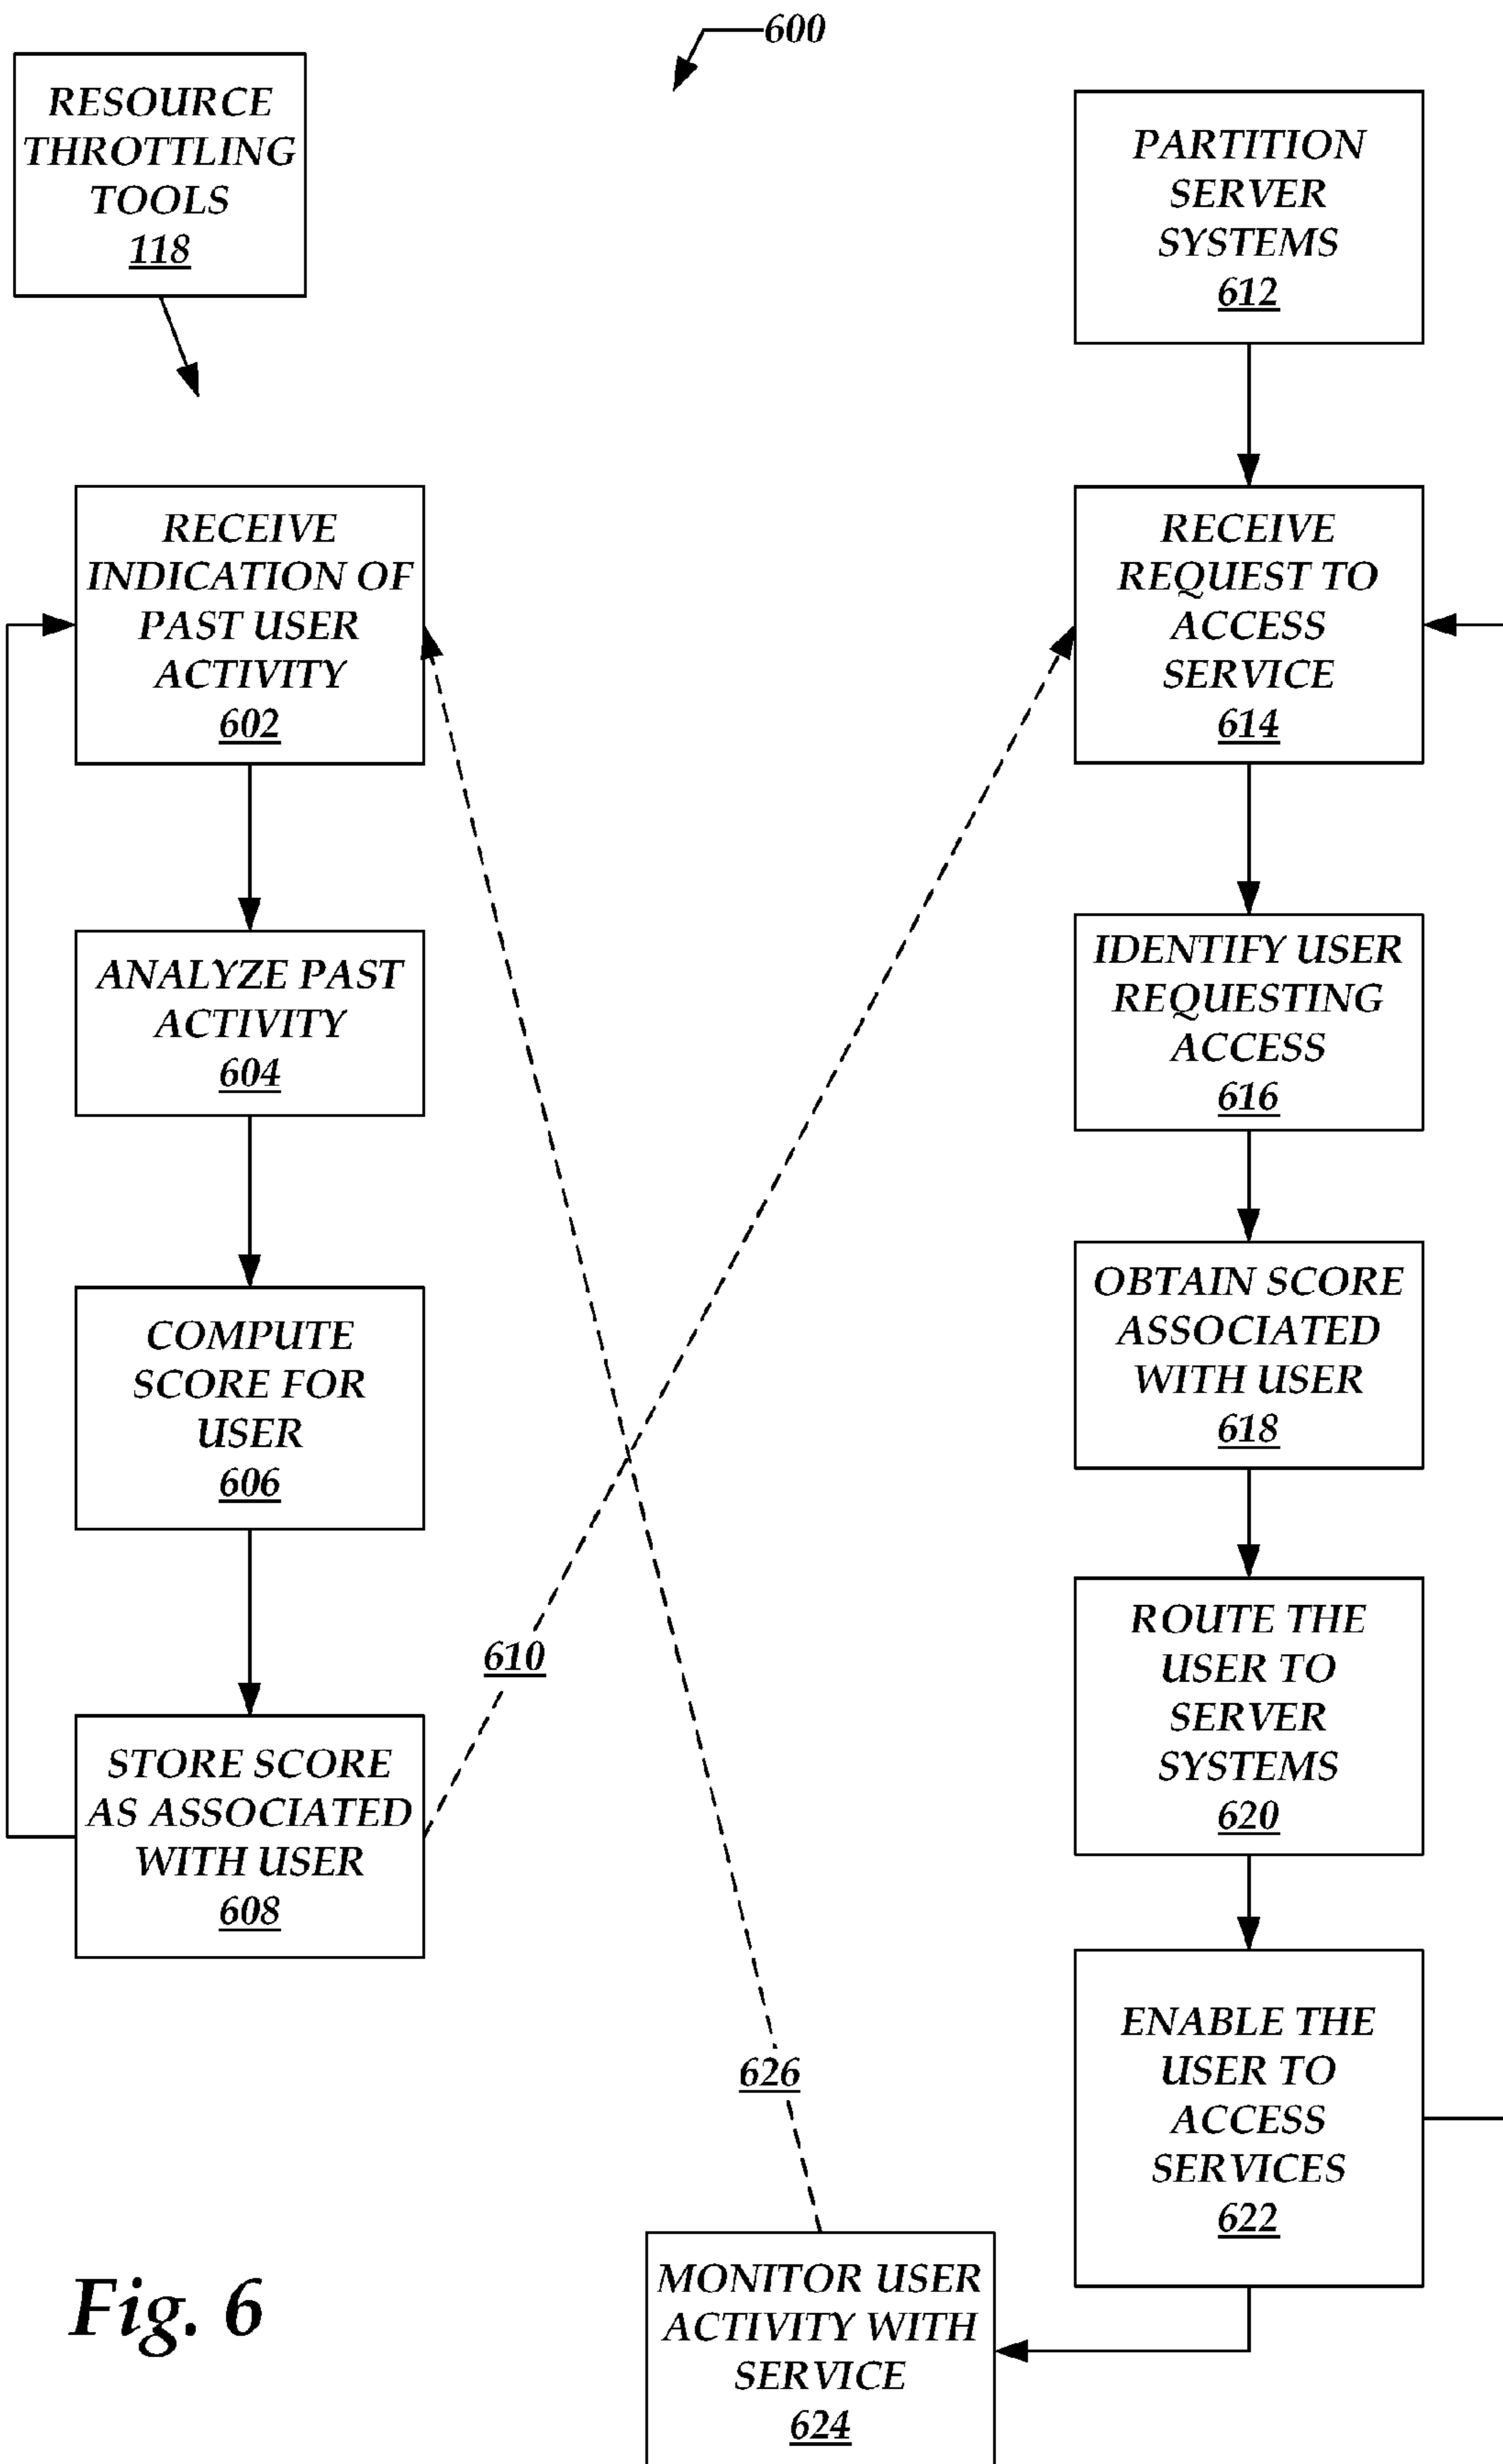 600
RESOURCE
THROTTLING
TOOLS
118
RECEIVE
INDICATION OF
PAST USER
ACTIVITY
602
ANALYZE PAST
ACTIVITY
604
COMPUTE
SCORE FOR
USER
606
STORE SCORE
AS ASSOCIATED
WITH USER
608
610
PARTITION
SERVER
SYSTEMS
612
RECEIVE
REQUEST TO
ACCESS
SERVICE
614
IDENTIFY USER
REQUESTING
ACCESS
616
OBTAIN SCORE
ASSOCIATED
WITH USER
618
ROUTE THE
USER TO
SERVER
SYSTEMS
620
ENABLE THE
USER TO
ACCESS
SERVICES
622
MONITOR USER
ACTIVITY WITH
SERVICE
624
626
Fig. 6